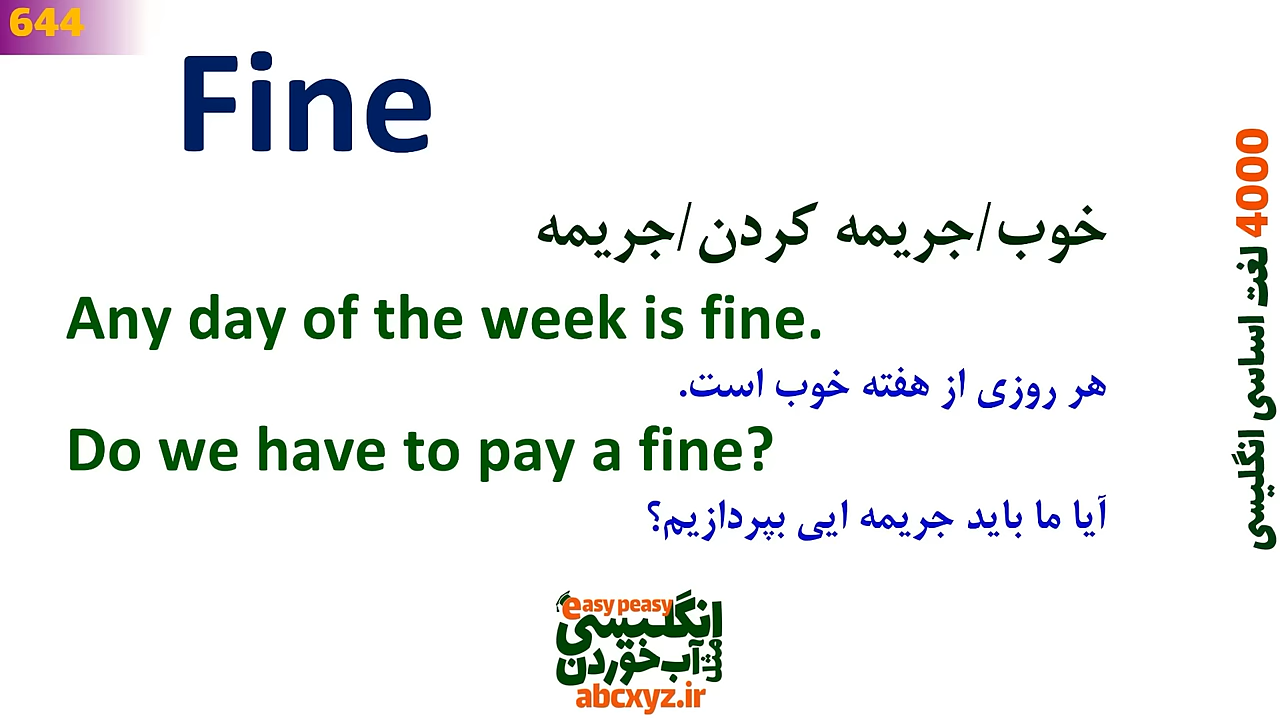 644
Fine
خوب/جریمه کردن/جریمه
Any day of the week is fine.
هر روزی از هفته خوب است.
Do we have to pay a fine?
آیا ما باید جریمه ایی بپردازیم؟
4000 لغت اساسی انگلیسی
easy peasy
انگلیسی
مثل آب خوردن
abcxyz.ir